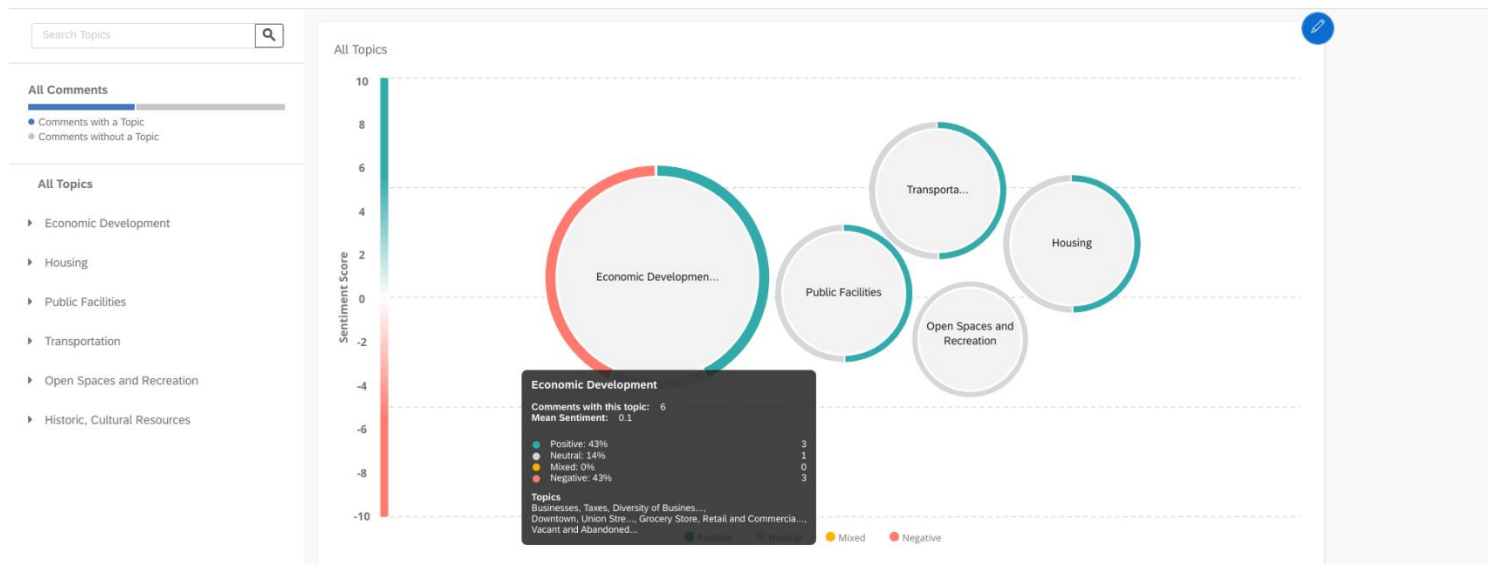 Search Topics
All Comments
Comments with a Topic
Comments without a Topic
All Topics
Economic Development
Housing
Public Facilities
Transportation
Open Spaces and Recreation
Historic, Cultural Resources
All Topics
10
8
6
4
2
0
-2
-4
-6
-8
-10
Sentiment Score
Economic Developmen...
Public Facilities
Transporta...
Housing
Open Spaces and
Recreation
Economic Development
Comments with this topic: 6
Mean Sentiment: 0.1
Positive: 43% 3
Neutral: 14% 1
Mixed: 0% 0
Negative: 43% 3
Topics
Businesses, Taxes, Diversity of Busines...,
Downtown, Union Stre..., Grocery Store, Retail and Commercia...,
Vacant and Abandoned...
Positive Neutral Mixed Negative